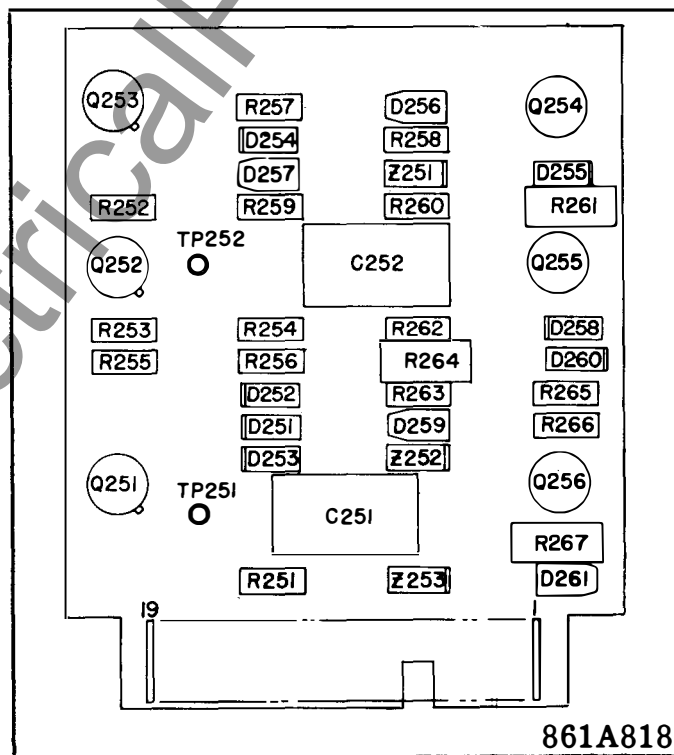 Q253 R257 D256 Q254
D254 R258
D257 Z251 D255
R252 R259 R260 R261
TP252
Q252 C252 Q255
R253 R254 R262 D258
R255 R256 R264 D260
D252 R263 R265
D251 D259 R266
D253 Z252
Q251 TP251 Q256
C251
R267
R251 Z253 D261
19 1
861A818